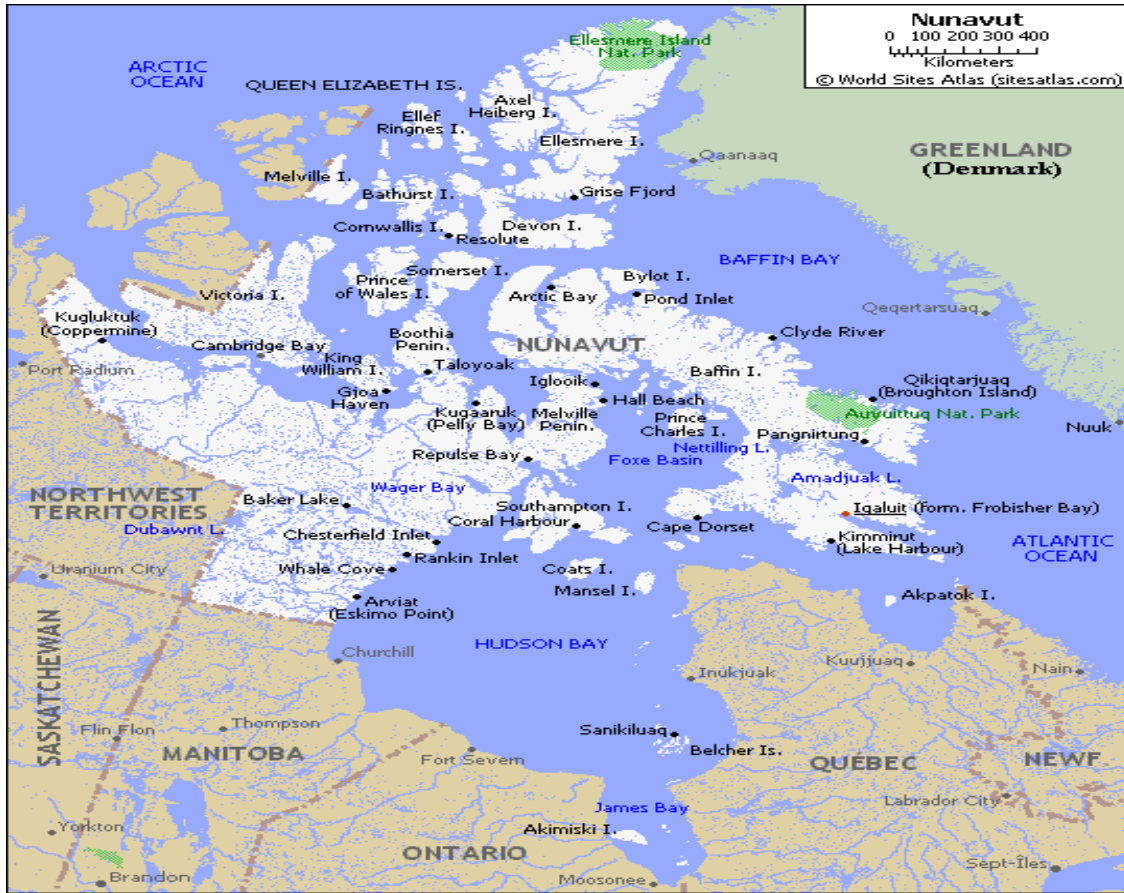 Nunavut
0 100 200 300 400
Kilometers
© World Sites Atlas (sitesatlas.com)
Ellesmere Island
Nat. Park
ARCTIC
OCEAN
QUEEN ELIZABETH IS.
Axel
Heiberg I.
Ellef
Ringnes I.
Ellesmere I.
Qaanaaq
GREENLAND
(Denmark)
Melville I.
Bathurst I.
Grise Fjord
Cornwallis I.
Resolute
Devon I.
BAFFIN BAY
Somerset I.
Bylot I.
Prince
of Wales I.
Victoria I.
Arctic Bay
Pond Inlet
Qeqertarsuaq
Kugluktuk
(Coppermine)
Boothia
Penin.
NUNAVUT
Clyde River
Cambridge Bay
King
William I.
Taloyoak
Port Radium
Baffin I.
Iglooik
Qikiqtarjuaq
(Broughton Island)
Gjoa
Haven
Hall Beach
Kugaaruk
(Pelly Bay)
Melville
Penin.
Prince
Charles I.
Auyuittuq Nat. Park
Nuuk
Pangnirtung
Nettilling L.
Repulse Bay
Foxe Basin
Amadjuak L.
Wager Bay
NORTHWEST
TERRITORIES
Baker Lake
Southampton I.
Iqaluit (form. Frobisher Bay)
Dubawnt L.
Coral Harbour
Cape Dorset
Chesterfield Inlet
Kimmirut
(Lake Harbour)
ATLANTIC
OCEAN
Rankin Inlet
Whale Cove
Coats I.
Uranium City
Mansel I.
Akpatok I.
Arviat
(Eskimo Point)
HUDSON BAY
Churchill
Kuujjuaq
Nain
Inukjuak
SASKATCHEWAN
Thompson
Flin Flon
Sanikiluaq
MANITOBA
Fort Severn
Belcher Is.
QUÉBEC
NEWF.
James Bay
Labrador City
Yorkton
Akimiski I.
ONTARIO
Sept-Îles
Brandon
Moosonee